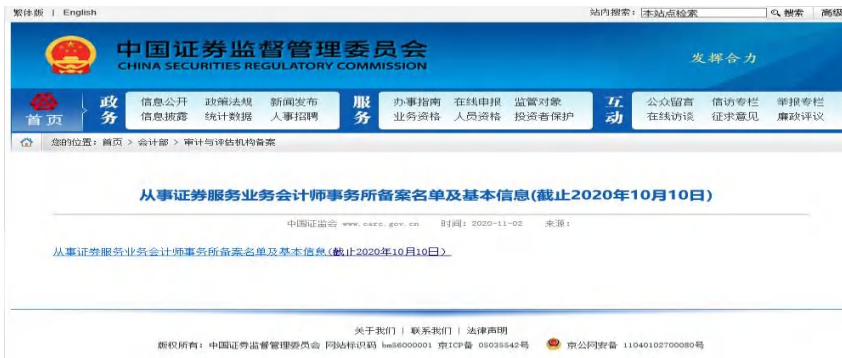 繁体版 | English
站内搜索: 本站点检索 搜索 高级
中国证券监督管理委员会
CHINA SECURITIES REGULATORY COMMISSION
发挥合力
首页
政务 信息公开 政策法规 新闻发布 服务 办事指南 在线申报 监管对象 互动 公众留言 信访专栏 举报专栏
信息披露 统计数据 人事招聘 业务资格 人员资格 投资者保护 在线访谈 征求意见 廉政评议
您的位置: 首页 > 会计部 > 审计与评估机构备案
从事证券服务业务会计师事务所备案名单及基本信息(截止2020年10月10日)
中国证监会 www.csrc.gov.cn 时间: 2020-11-02 来源:
从事证券服务业务会计师事务所备案名单及基本信息(截止2020年10月10日)
关于我们 | 联系我们 | 法律声明
版权所有: 中国证券监督管理委员会 网站标识码 bm56000001 京ICP备 05035542号 京公网安备 11040102700080号